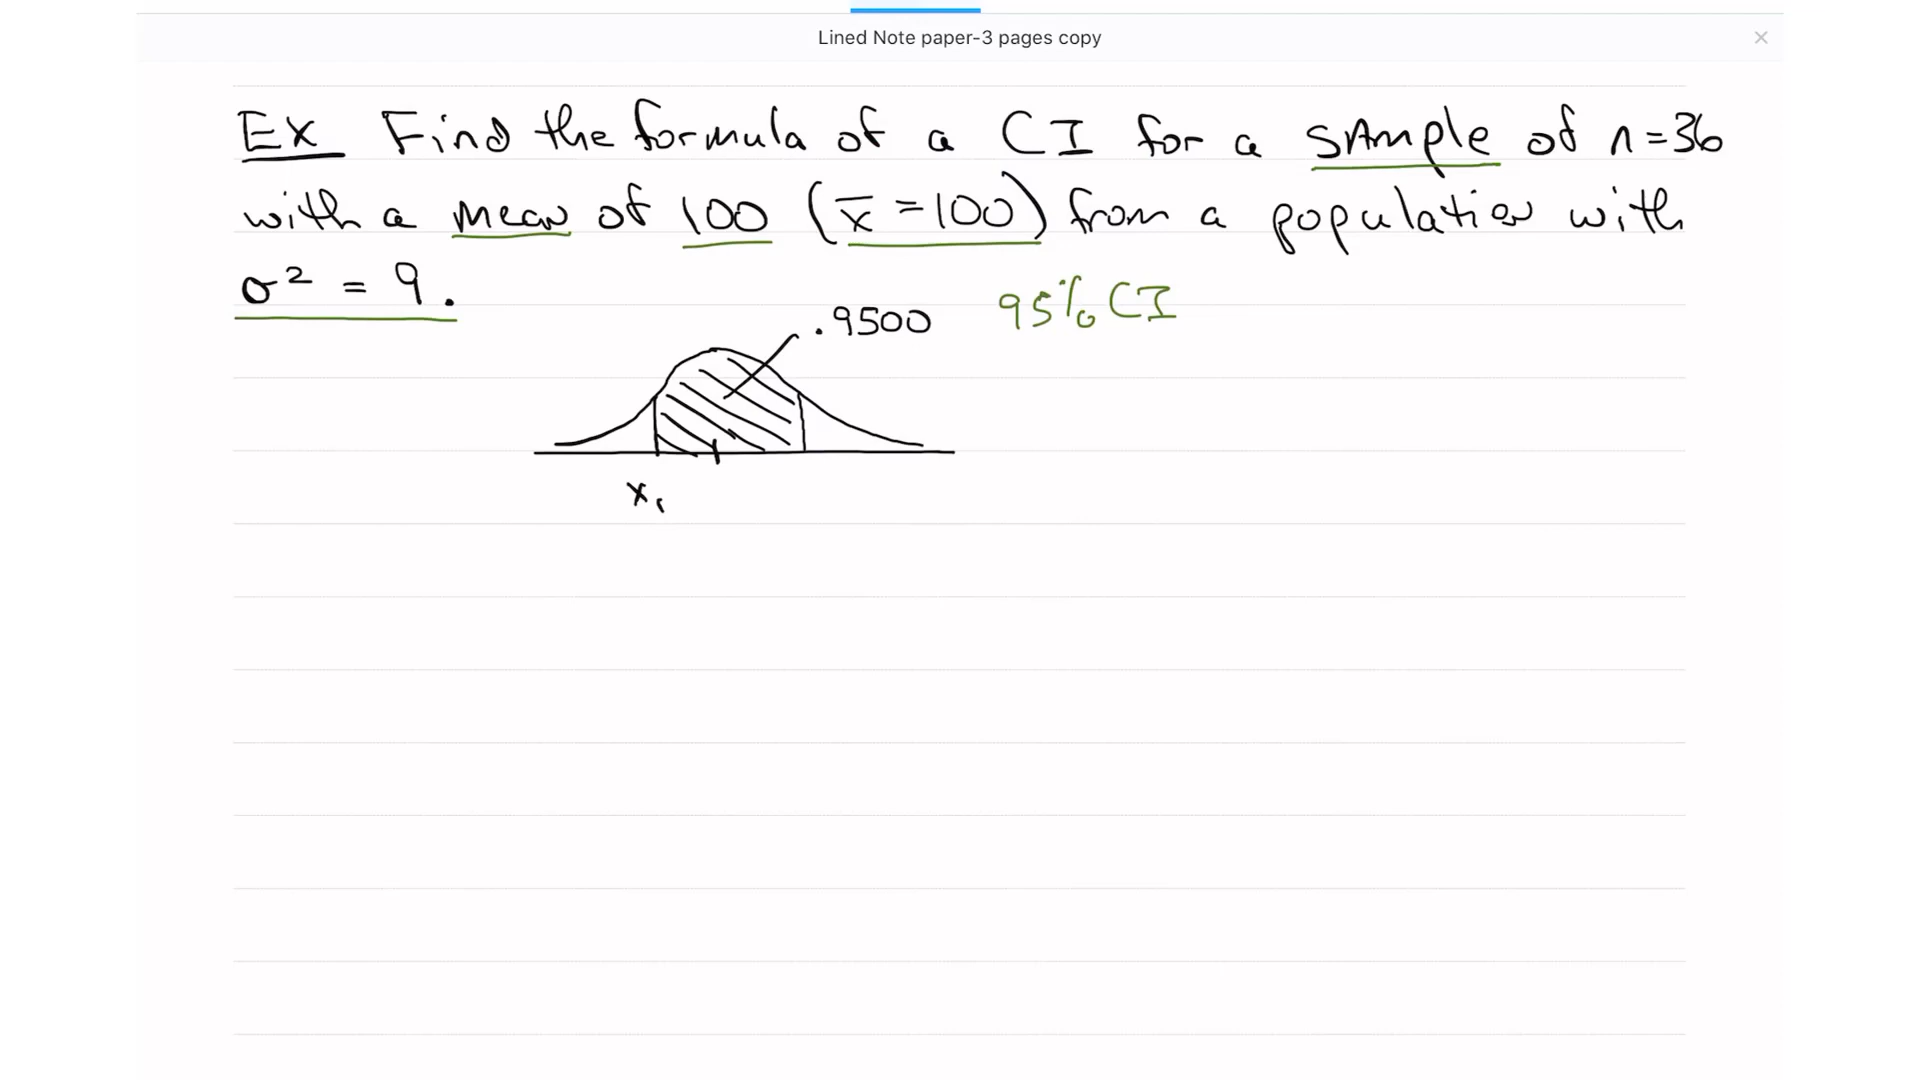 Lined Note paper-3 pages copy
Ex Find the formula of a CI for a sample of n=36
with a mean of 100 (x̄=100) from a population with
σ² = 9.
.9500
95% CI
x₁